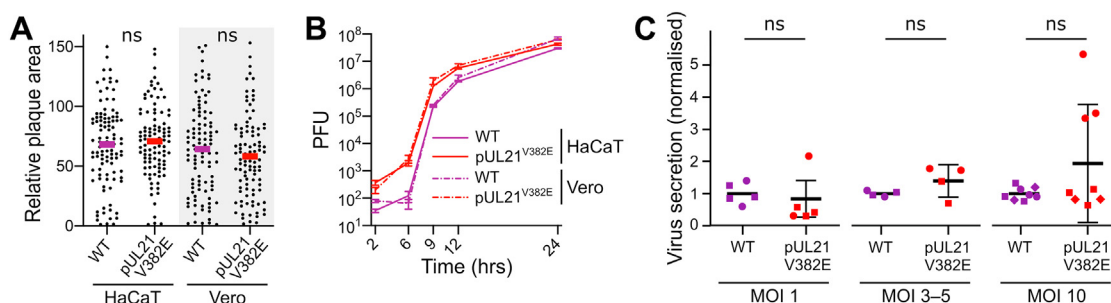 A
ns
ns
Relative plaque area
150
100
50
0
WT
pUL21 V382E
WT
pUL21 V382E
HaCaT
Vero
B
PFU
10⁸
10⁷
10⁶
10⁵
10⁴
10³
10²
10¹
2
6
9
12
24
Time (hrs)
WT
pUL21ⱽ³⁸²ᴱ
HaCaT
WT
pUL21ⱽ³⁸²ᴱ
Vero
C
ns
ns
ns
Virus secretion (normalised)
5
4
3
2
1
0
WT
pUL21
V382E
WT
pUL21
V382E
WT
pUL21
V382E
MOI 1
MOI 3–5
MOI 10